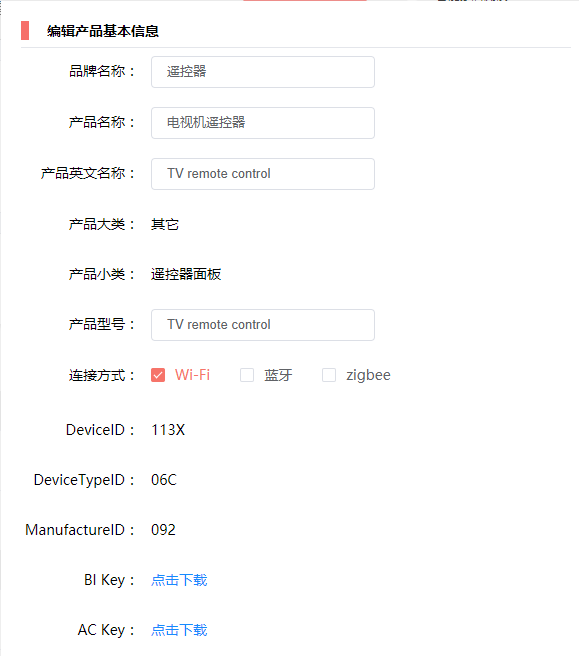 编辑产品基本信息
品牌名称： 遥控器
产品名称： 电视机遥控器
产品英文名称： TV remote control
产品大类： 其它
产品小类： 遥控器面板
产品型号： TV remote control
连接方式： Wi-Fi 蓝牙 zigbee
DeviceID： 113X
DeviceTypeID： 06C
ManufactureID： 092
BI Key： 点击下载
AC Key： 点击下载